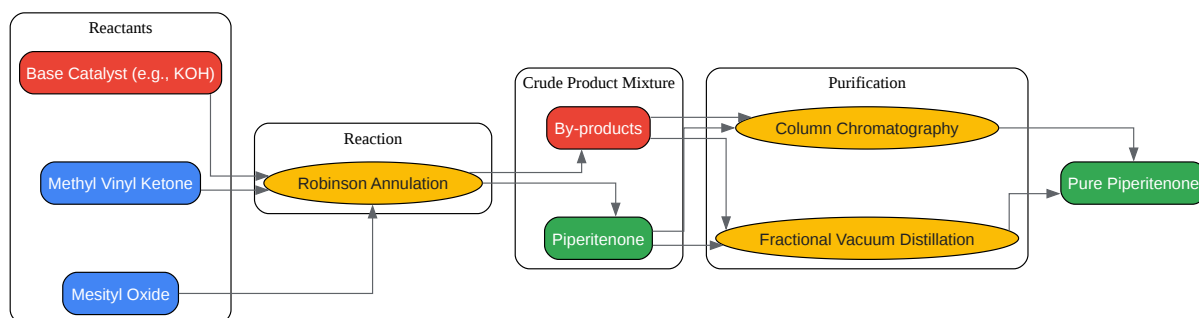 Reactants
Base Catalyst (e.g., KOH)
Methyl Vinyl Ketone
Mesityl Oxide
Reaction
Robinson Annulation
Crude Product Mixture
By-products
Piperitenone
Purification
Column Chromatography
Fractional Vacuum Distillation
Pure Piperitenone